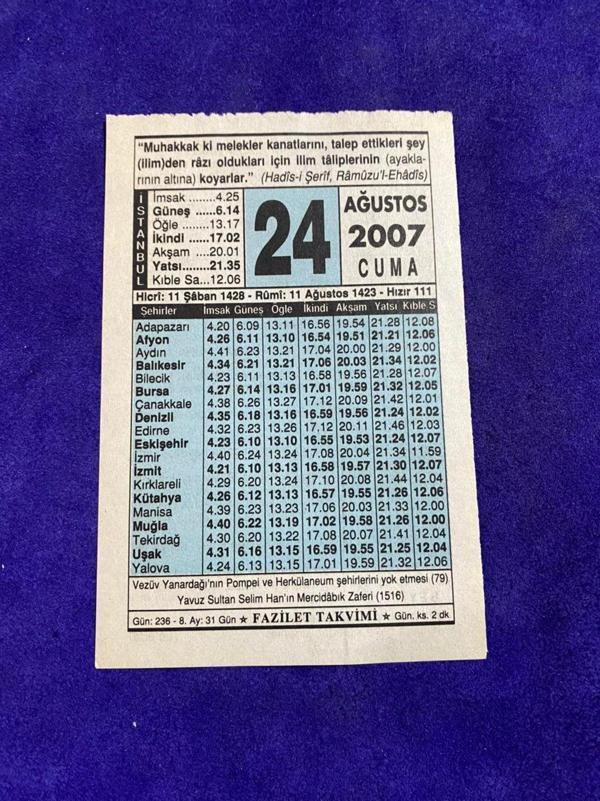 “Muhakkak ki melekler kanatlarını, talep ettikleri şey
(ilim)den râzı oldukları için ilim tâliplerinin (ayakla-
rının altına) koyarlar.” (Hadîs-i Şerîf, Râmûzu'l-Ehâdîs)
İSTANBUL
İmsak ........4.25
Güneş ......6.14
Öğle .......13.17
İkindi ......17.02
Akşam ....20.01
Yatsı.......21.35
Kıble Sa...12.06
24
AĞUSTOS
2007
CUMA
Hicrî: 11 Şâban 1428 - Rûmî: 11 Ağustos 1423 - Hızır 111
Şehirler İmsak Güneş Öğle İkindi Akşam Yatsı Kıble S
Adapazarı 4.20 6.09 13.11 16.56 19.54 21.28 12.08
Afyon 4.26 6.11 13.10 16.54 19.51 21.21 12.06
Aydın 4.41 6.23 13.21 17.04 20.00 21.29 12.00
Balıkesir 4.34 6.21 13.21 17.06 20.03 21.34 12.02
Bilecik 4.23 6.11 13.13 16.58 19.56 21.28 12.07
Bursa 4.27 6.14 13.16 17.01 19.59 21.32 12.05
Çanakkale 4.38 6.26 13.27 17.12 20.09 21.42 12.01
Denizli 4.35 6.18 13.16 16.59 19.56 21.24 12.02
Edirne 4.32 6.23 13.26 17.12 20.11 21.46 12.03
Eskişehir 4.23 6.10 13.10 16.55 19.53 21.24 12.07
İzmir 4.40 6.24 13.24 17.08 20.04 21.34 11.59
İzmit 4.21 6.10 13.13 16.58 19.57 21.30 12.07
Kırklareli 4.29 6.20 13.24 17.10 20.08 21.44 12.04
Kütahya 4.26 6.12 13.13 16.57 19.55 21.26 12.06
Manisa 4.39 6.23 13.23 17.06 20.03 21.33 12.00
Muğla 4.40 6.22 13.19 17.02 19.58 21.26 12.00
Tekirdağ 4.30 6.20 13.22 17.08 20.07 21.41 12.04
Uşak 4.31 6.16 13.15 16.59 19.55 21.25 12.04
Yalova 4.24 6.13 13.15 17.01 19.59 21.32 12.06
Vezüv Yanardağı'nın Pompei ve Herkülaneum şehirlerini yok etmesi (79)
Yavuz Sultan Selim Han'ın Mercidâbık Zaferi (1516)
Gün: 236 - 8. Ay: 31 Gün ★ FAZİLET TAKVİMİ ★ Gün. ks. 2 dk